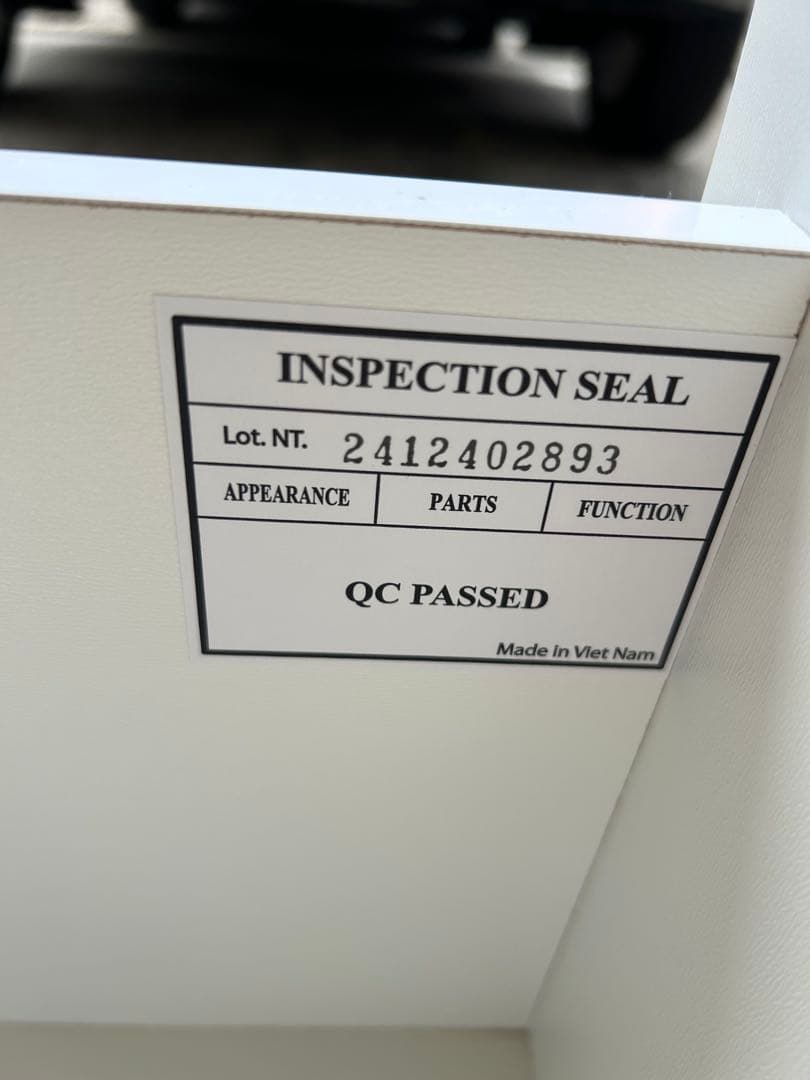 INSPECTION SEAL
Lot. NT. 2412402893
APPEARANCE PARTS FUNCTION
QC PASSED
Made in Viet Nam